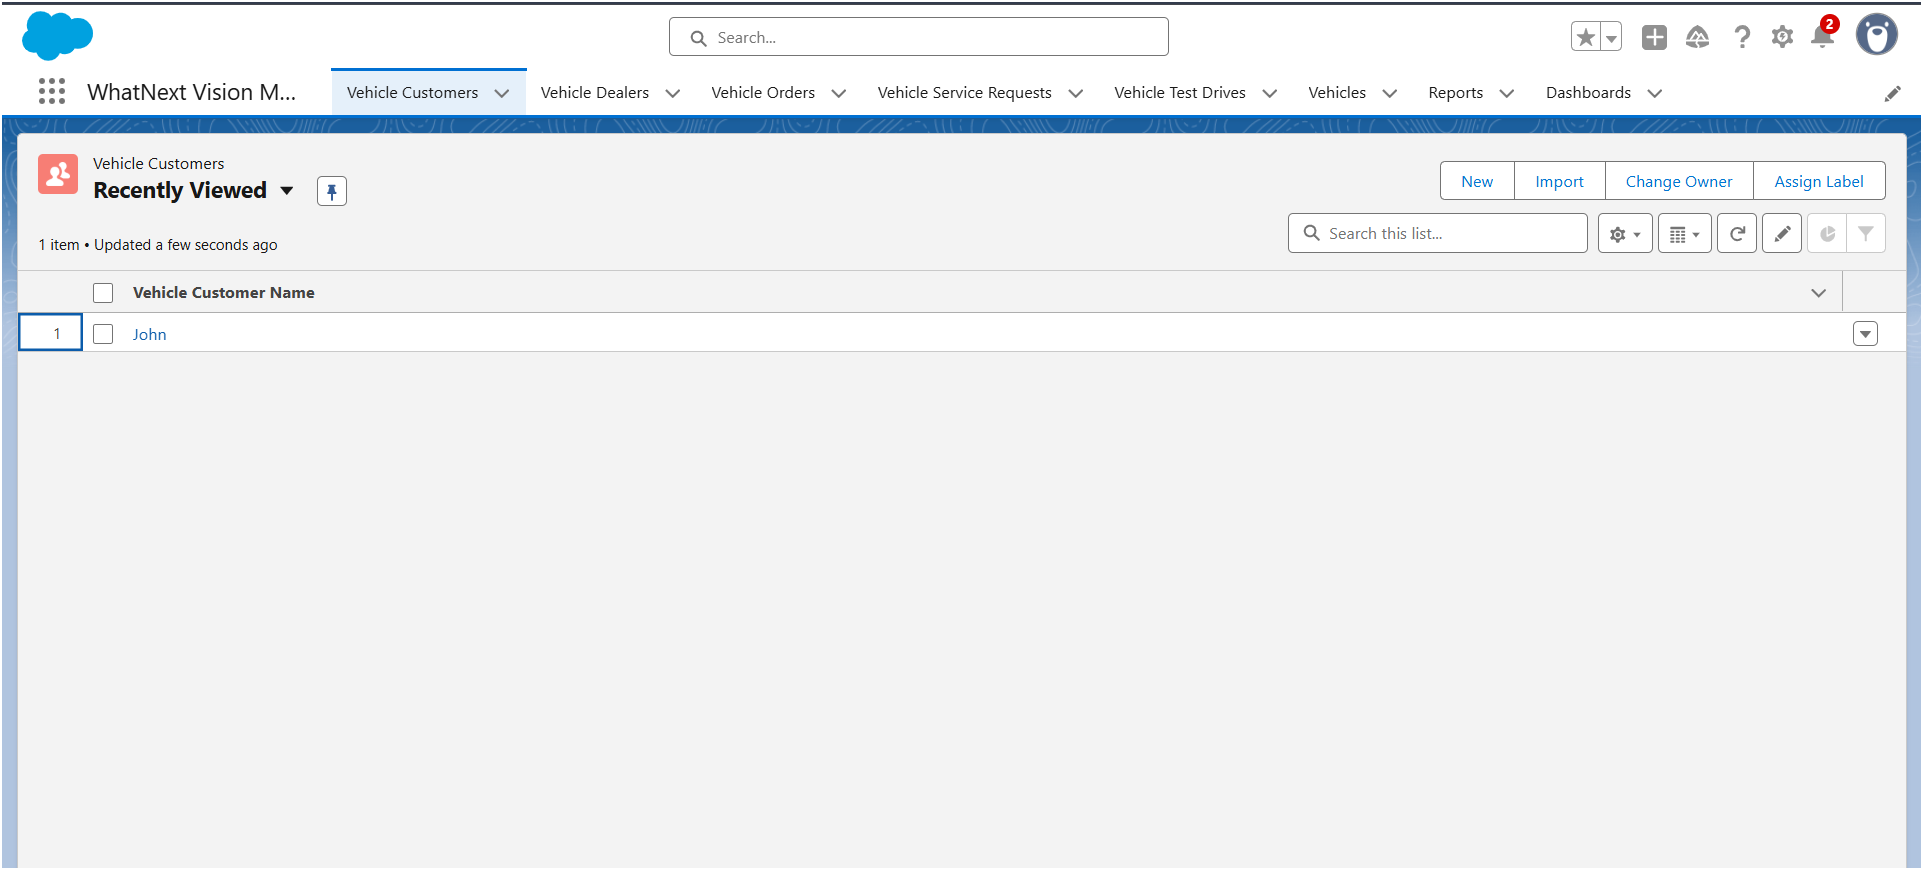 Search...
2
WhatNext Vision M...
Vehicle Customers
Vehicle Dealers
Vehicle Orders
Vehicle Service Requests
Vehicle Test Drives
Vehicles
Reports
Dashboards
Vehicle Customers
Recently Viewed
New
Import
Change Owner
Assign Label
1 item • Updated a few seconds ago
Search this list...
Vehicle Customer Name
1
John